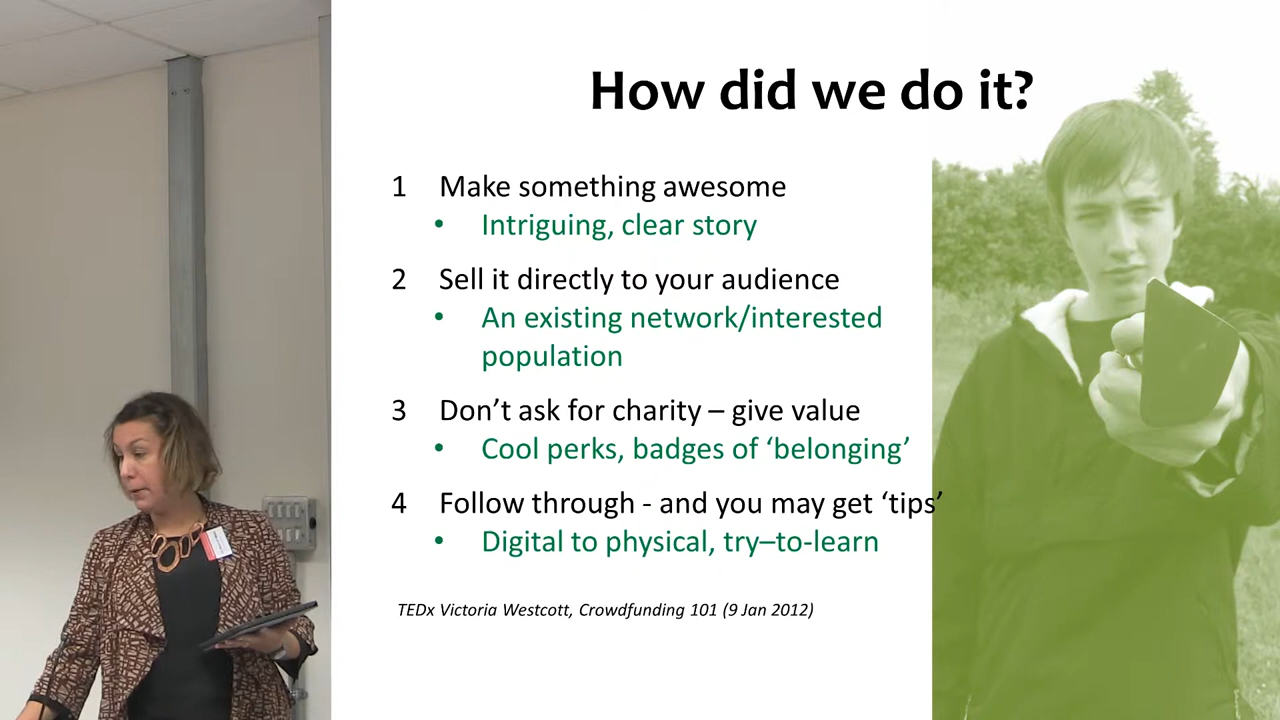 How did we do it?
1 Make something awesome
• Intriguing, clear story
2 Sell it directly to your audience
• An existing network/interested
population
3 Don’t ask for charity – give value
• Cool perks, badges of ‘belonging’
4 Follow through - and you may get ‘tips’
• Digital to physical, try–to-learn
TEDx Victoria Westcott, Crowdfunding 101 (9 Jan 2012)